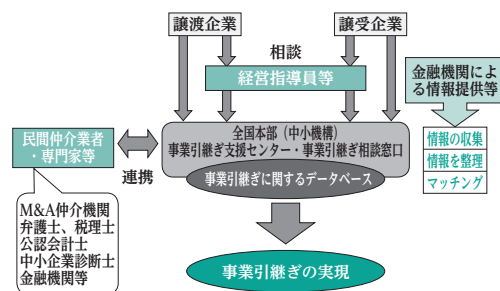 譲渡企業
譲受企業
相談
経営指導員等
金融機関によ
る情報提供等
全国本部（中小機構）
事業引継ぎ支援センター・事業引継ぎ相談窓口
事業引継ぎに関するデータベース
民間仲介業者
・専門家等
連携
情報の収集
情報を整理
マッチング
M&A仲介機関
弁護士、税理士
公認会計士
中小企業診断士
金融機関等
事業引継ぎの実現